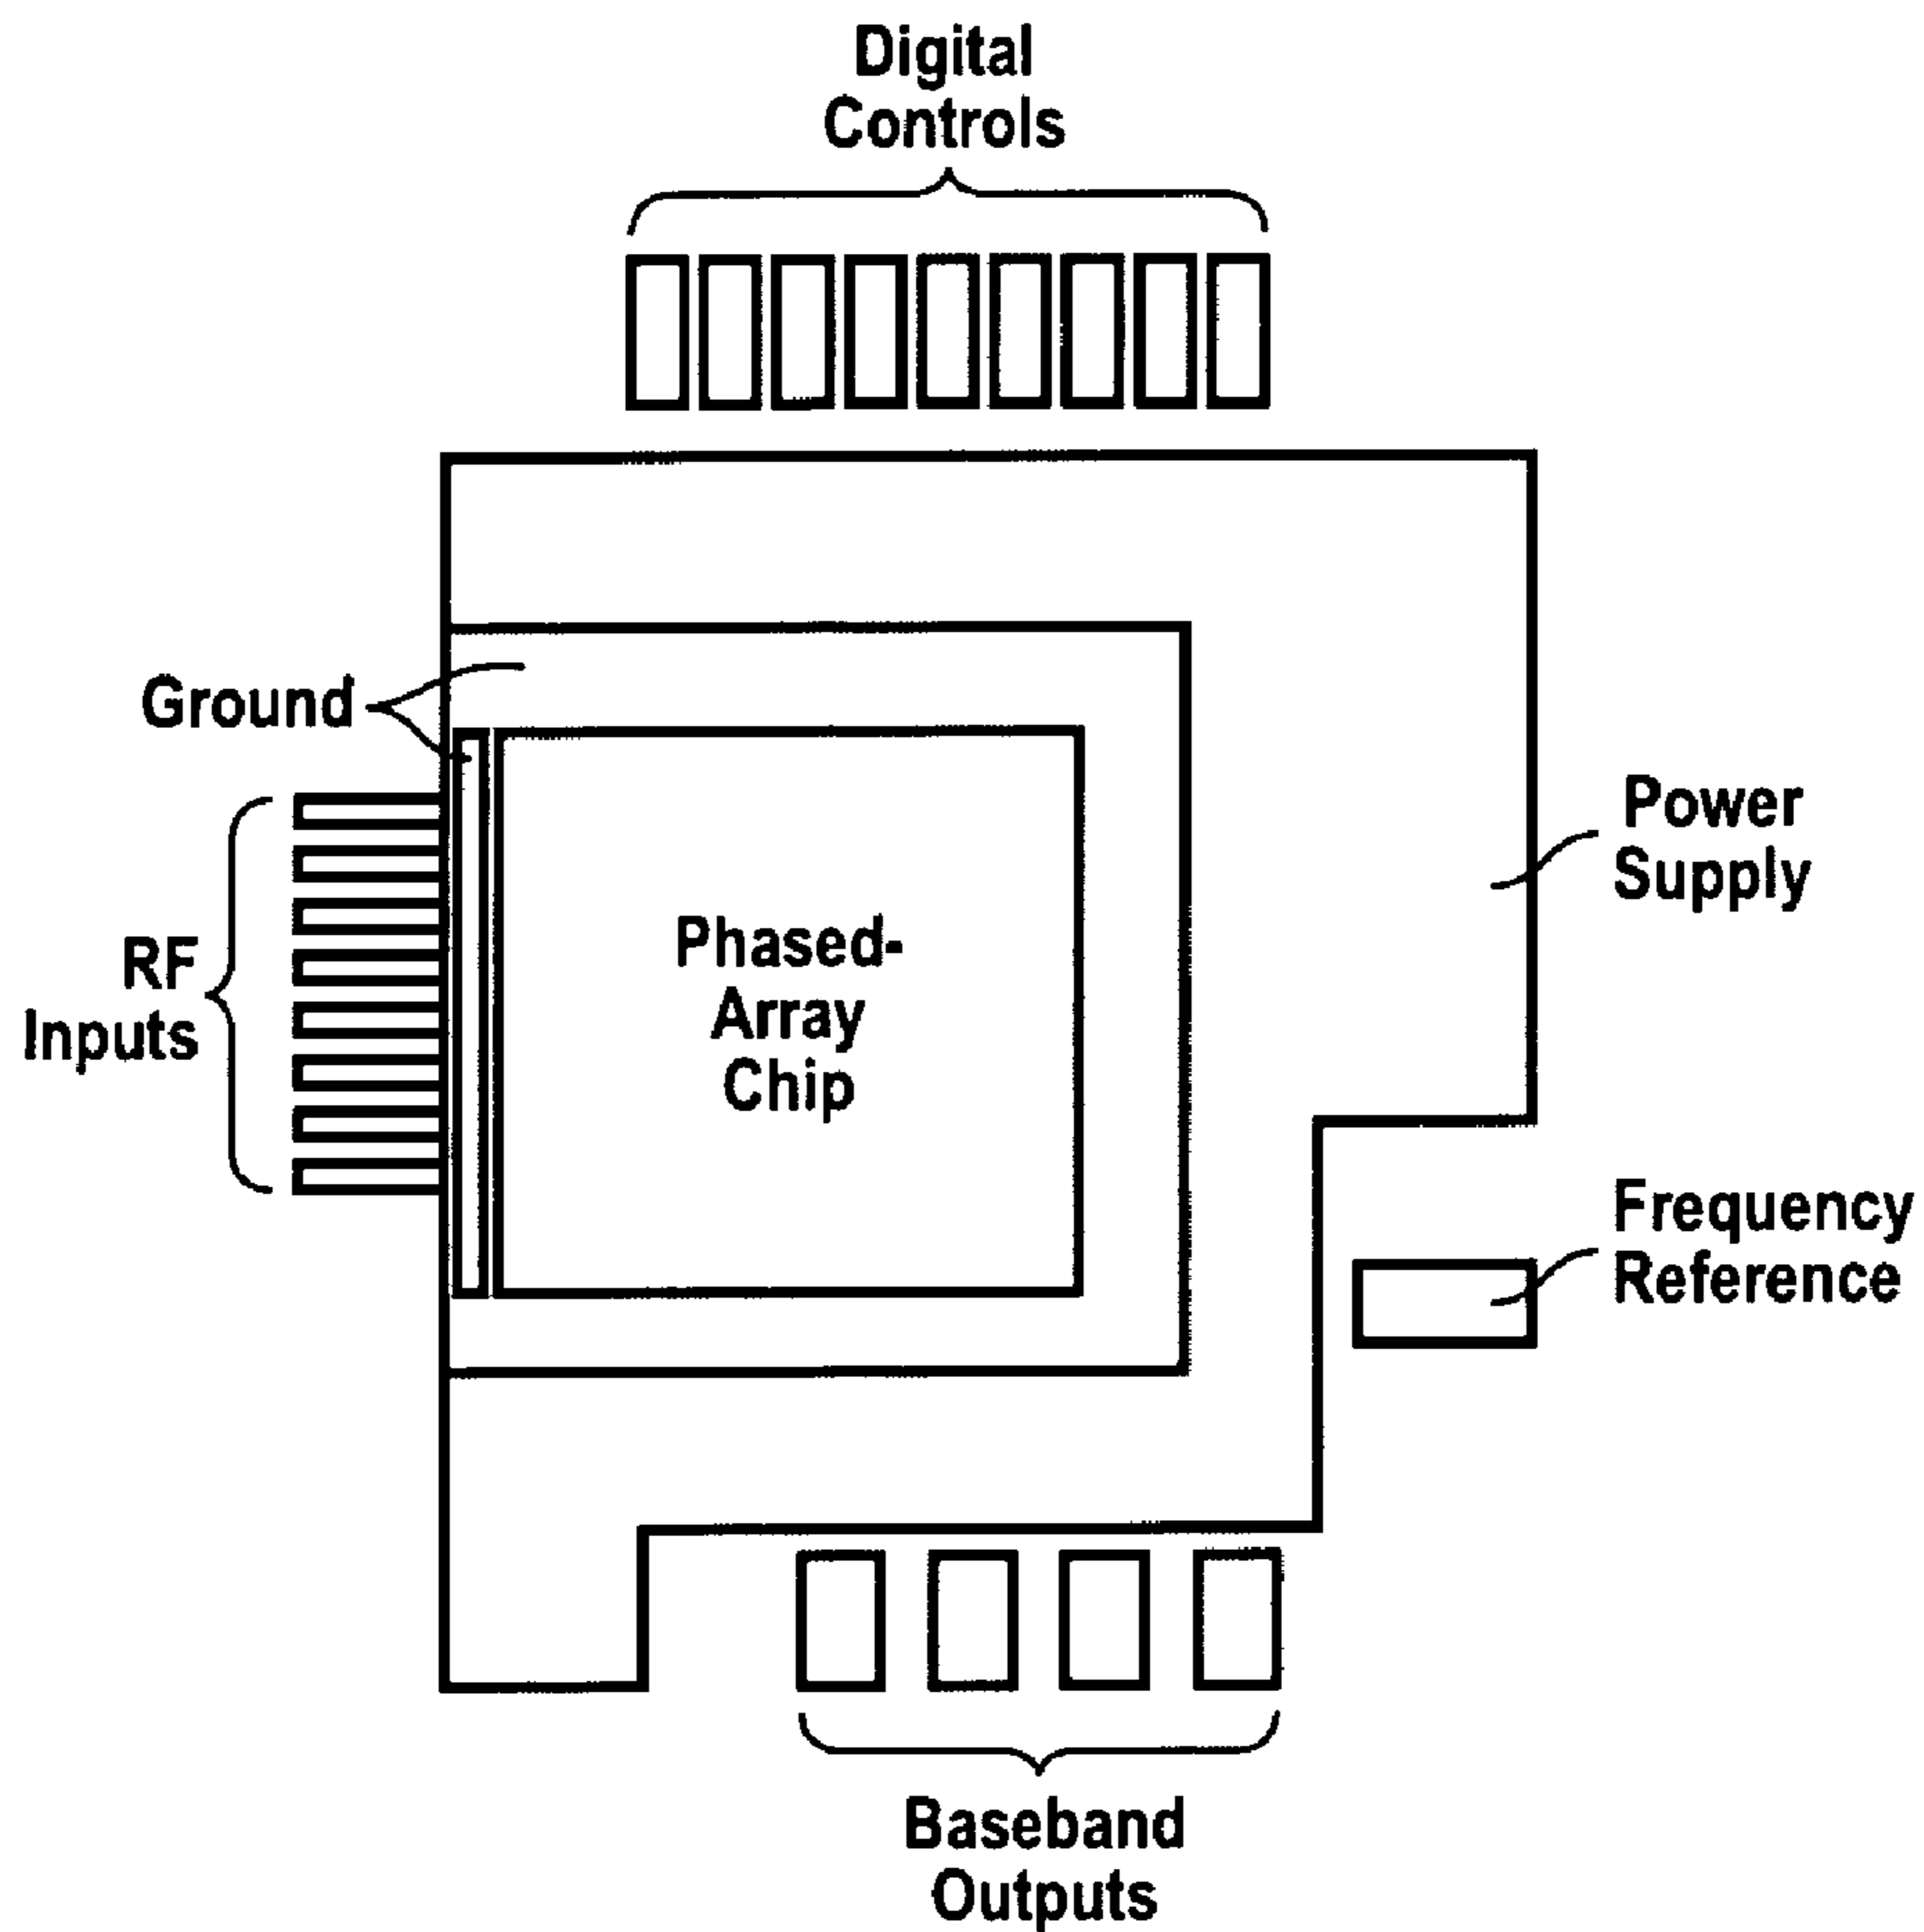 Digital
Controls
Ground
Power
Supply
RF
Inputs
Phased-
Array
Chip
Frequency
Reference
Baseband
Outputs